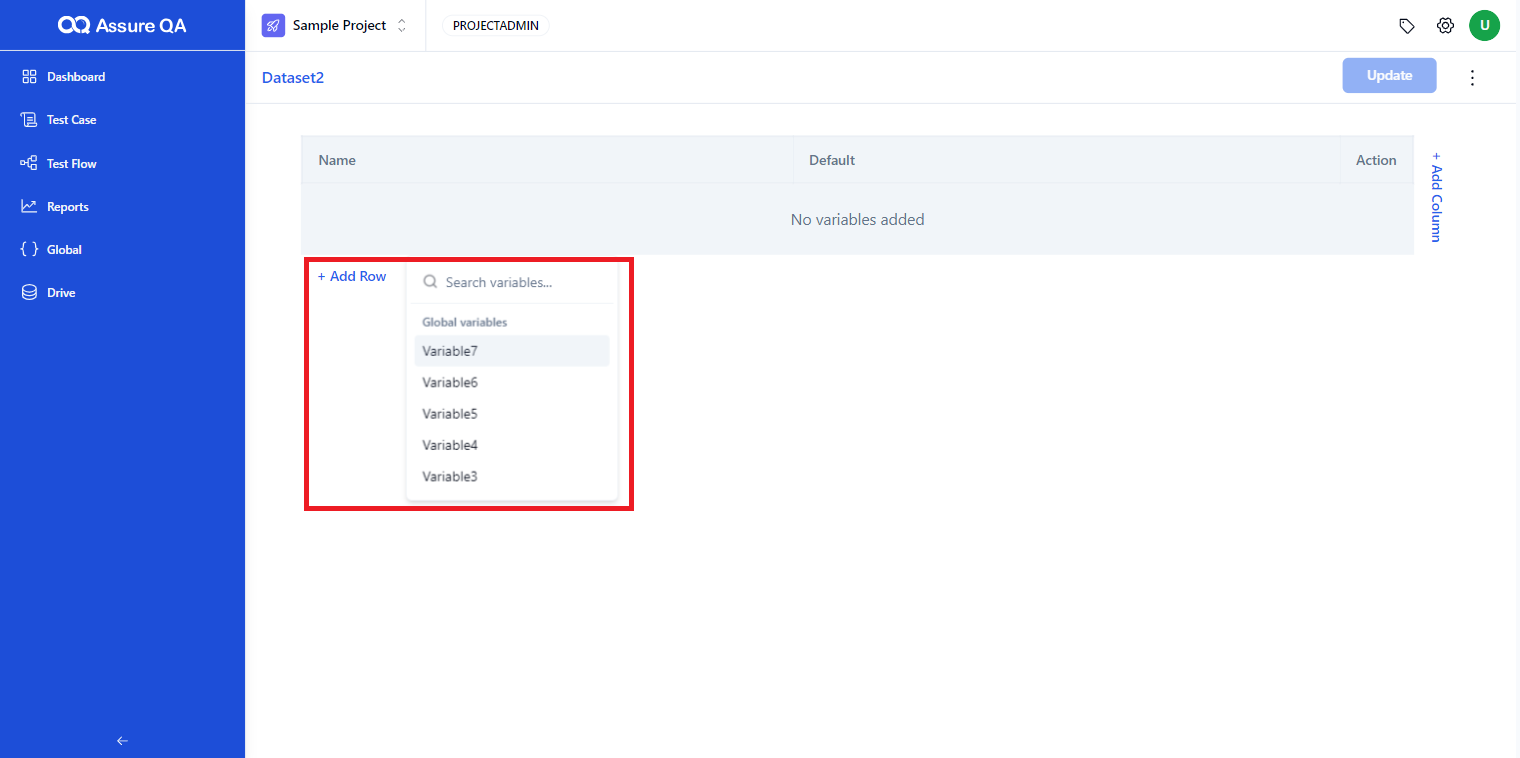 Assure QA
Sample Project
PROJECTADMIN
U
Dashboard
Test Case
Test Flow
Reports
Global
Drive
Dataset2
Update
Name Default Action
No variables added
+ Add Column
+ Add Row
Search variables...
Global variables
Variable7
Variable6
Variable5
Variable4
Variable3